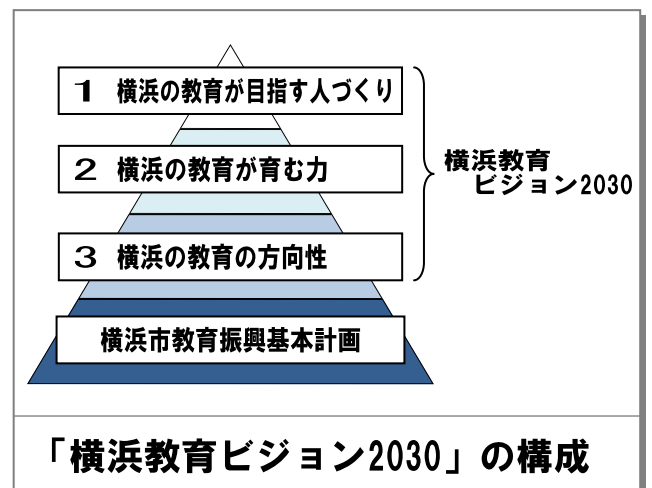 1 横浜の教育が目指す人づくり
2 横浜の教育が育む力
3 横浜の教育の方向性
横浜市教育振興基本計画
横浜教育
ビジョン2030
「横浜教育ビジョン2030」の構成